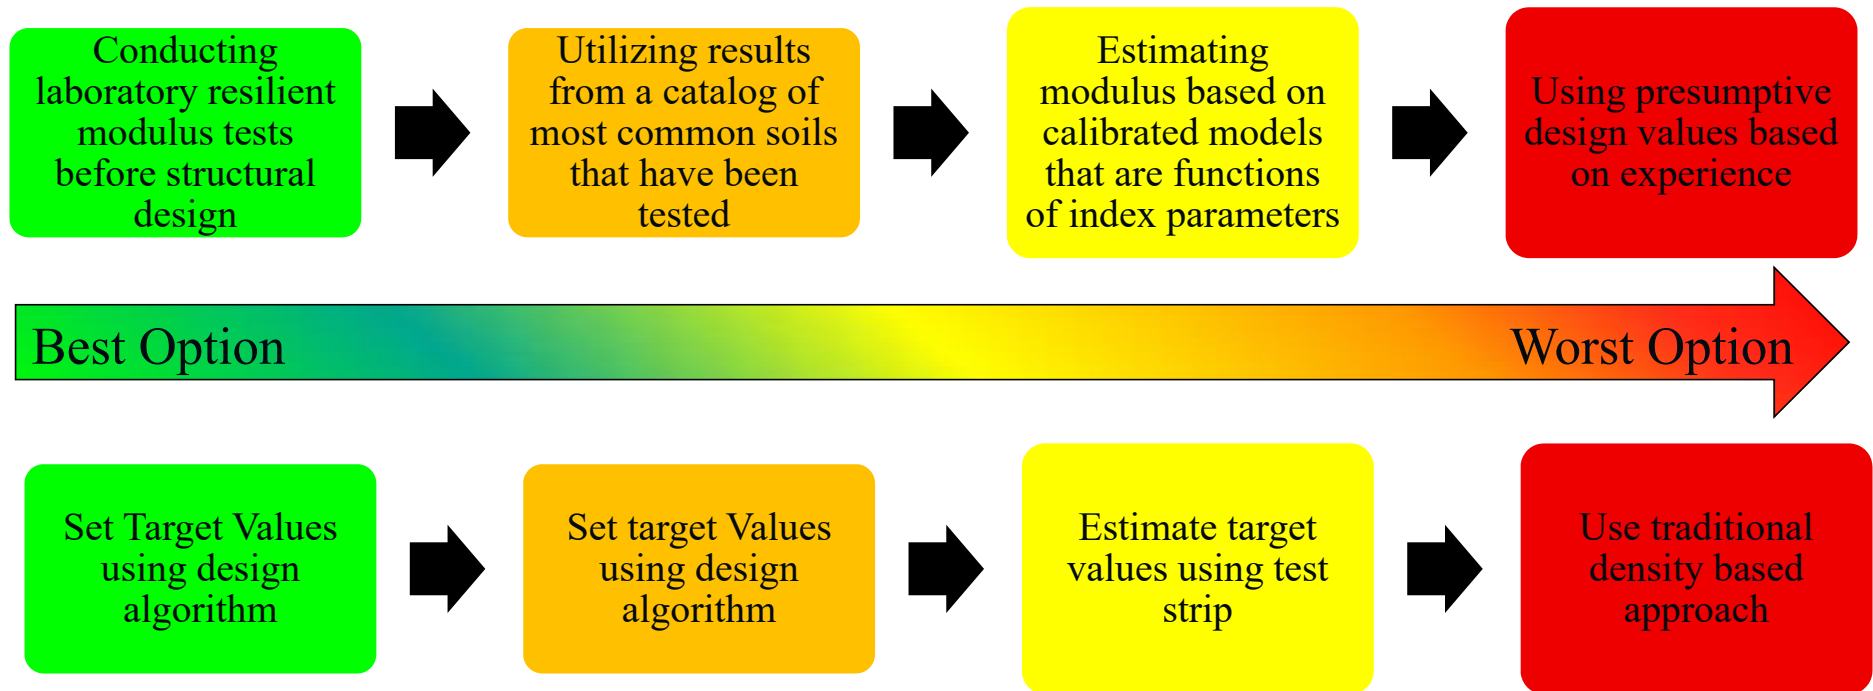 Conducting
laboratory resilient
modulus tests
before structural
design
Utilizing results
from a catalog of
most common soils
that have been
tested
Estimating
modulus based on
calibrated models
that are functions
of index parameters
Using presumptive
design values based
on experience
Best Option
Worst Option
Set Target Values
using design
algorithm
Set target Values
using design
algorithm
Estimate target
values using test
strip
Use traditional
density based
approach